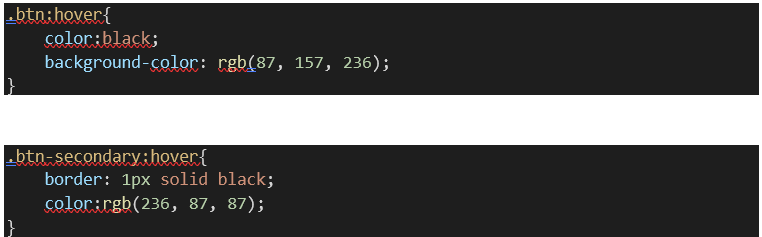 .btn:hover{
color:black;
background-color: rgb(87, 157, 236);
}
.btn-secondary:hover{
border: 1px solid black;
color:rgb(236, 87, 87);
}